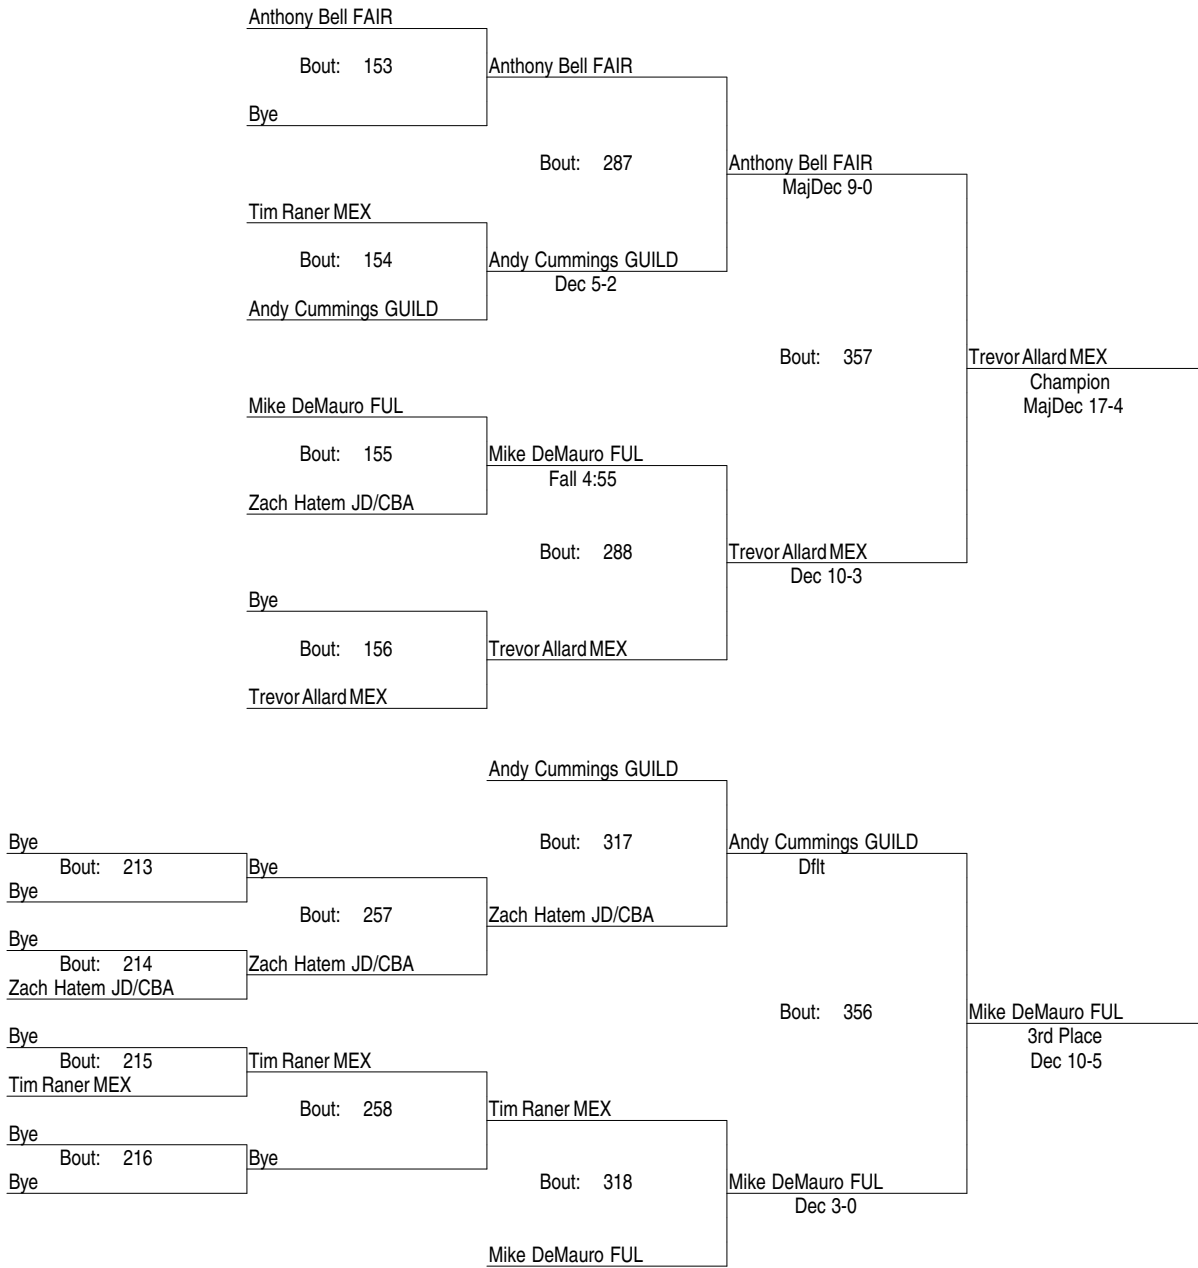 Anthony Bell FAIR
Bout: 153
Anthony Bell FAIR
Bye
Bout: 287
Anthony Bell FAIR
MajDec 9-0
Tim Raner MEX
Bout: 154
Andy Cummings GUILD
Dec 5-2
Andy Cummings GUILD
Bout: 357
Trevor Allard MEX
Champion
MajDec 17-4
Mike DeMauro FUL
Bout: 155
Mike DeMauro FUL
Fall 4:55
Zach Hatem JD/CBA
Bout: 288
Trevor Allard MEX
Dec 10-3
Bye
Bout: 156
Trevor Allard MEX
Trevor Allard MEX
Andy Cummings GUILD
Bout: 317
Andy Cummings GUILD
Dflt
Bye
Bout: 213
Bye
Bye
Bout: 257
Zach Hatem JD/CBA
Bye
Bout: 214
Zach Hatem JD/CBA
Zach Hatem JD/CBA
Bout: 356
Mike DeMauro FUL
3rd Place
Dec 10-5
Bye
Bout: 215
Tim Raner MEX
Tim Raner MEX
Bout: 258
Tim Raner MEX
Bye
Bout: 216
Bye
Bye
Bout: 318
Mike DeMauro FUL
Dec 3-0
Mike DeMauro FUL